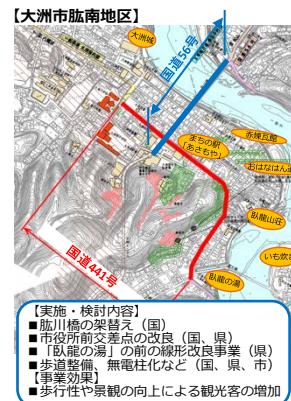 【大洲市肱南地区】
大洲城
国道56号
まちの駅
「あさもや」
赤煉瓦館
おはなはん
臥龍山荘
いも炊き
臥龍の湯
国道441号
【実施・検討内容】
■肱川橋の架替え（国）
■市役所前交差点の改良（国、県）
■「臥龍の湯」の前の線形改良事業（県）
■歩道整備、無電柱化など（国、県、市）
【事業効果】
■歩行性や景観の向上による観光客の増加